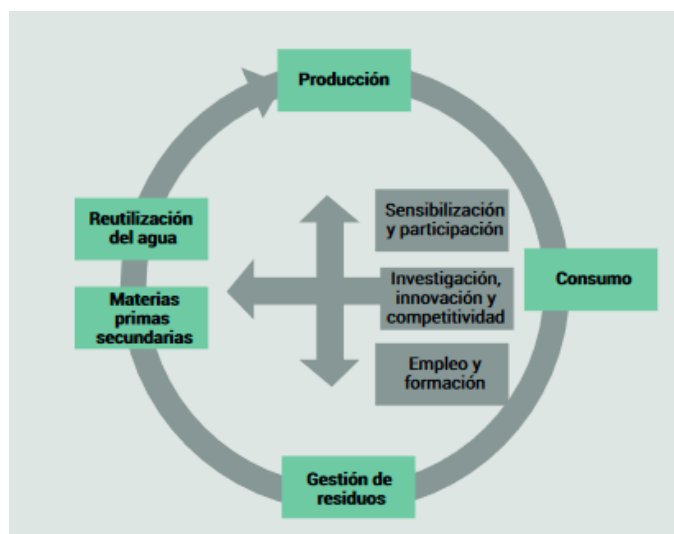 Producción
Reutilización
del agua
Sensibilización
y participación
Investigación,
innovación y
competitividad
Consumo
Materias
primas
secundarias
Empleo y
formación
Gestión de
residuos